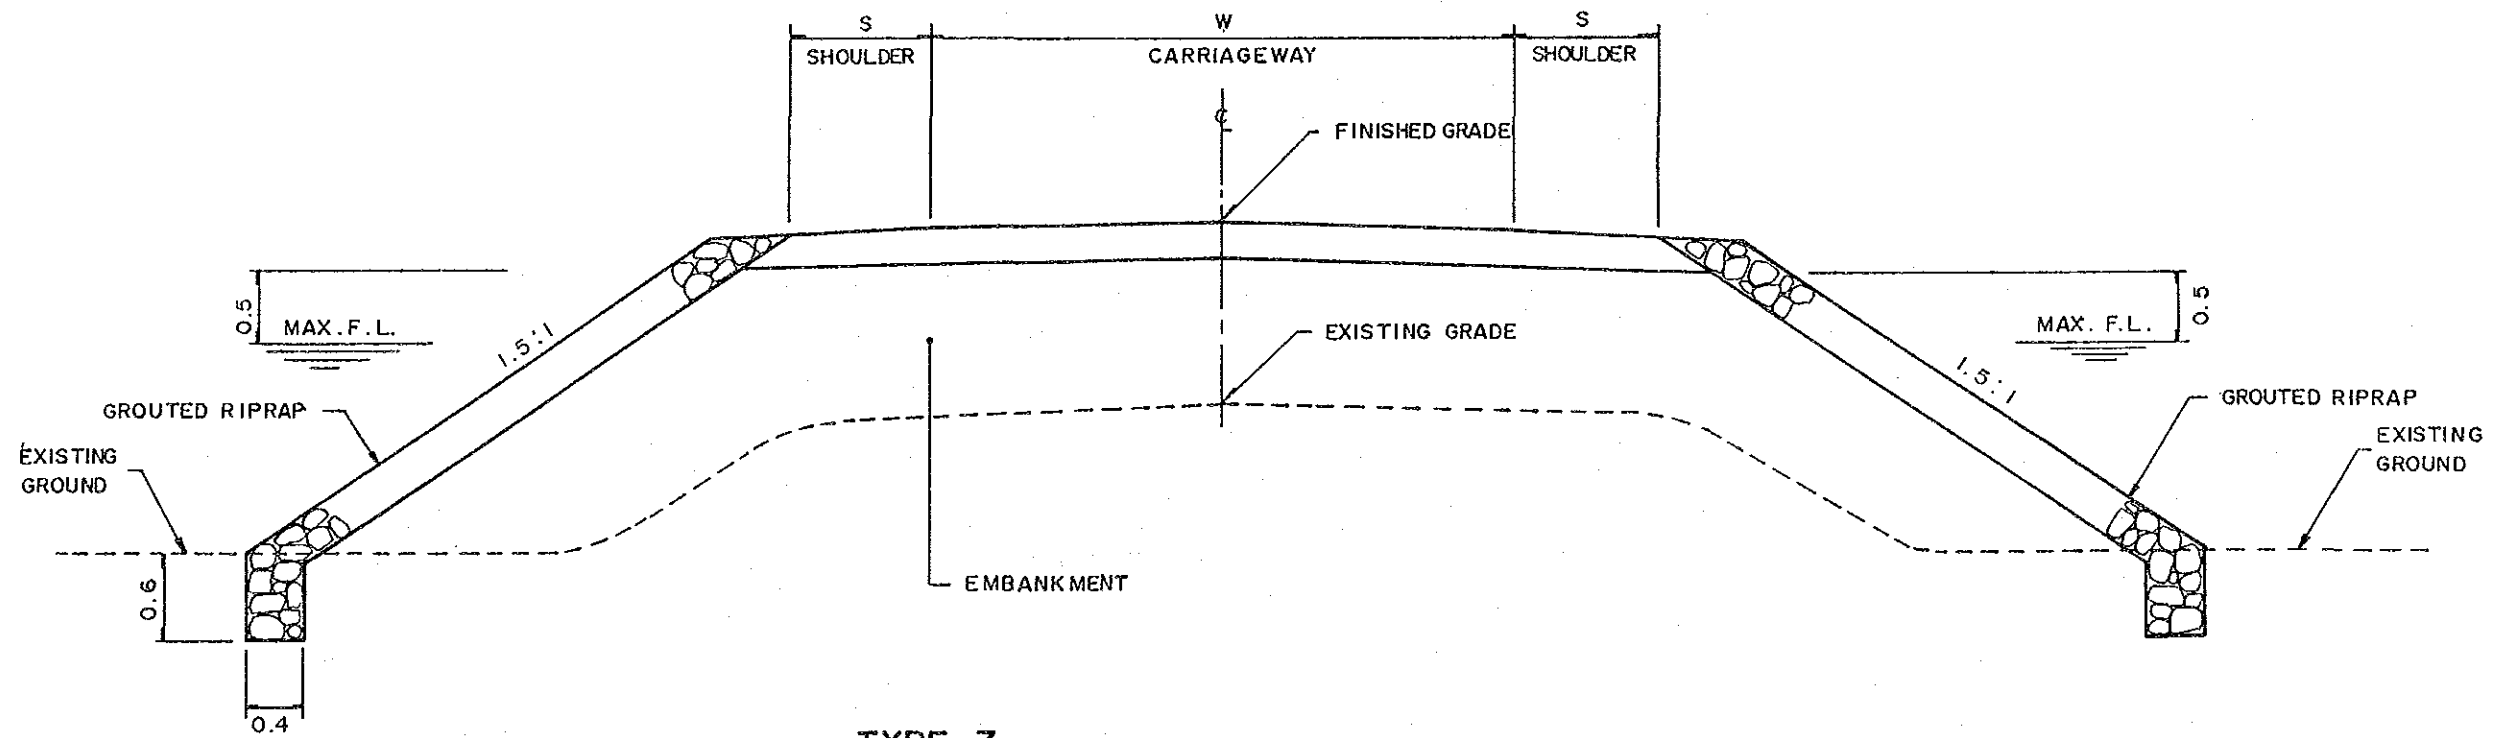 S W S
SHOULDER CARRIAGEWAY SHOULDER
℄
FINISHED GRADE
0.5
MAX. F. L.
1.5:1
EXISTING GRADE
MAX. F. L.
0.5
1.5:1
GROUTED RIPRAP
GROUTED RIPRAP
EXISTING
GROUND
EXISTING
GROUND
0.6
EMBANKMENT
0.4